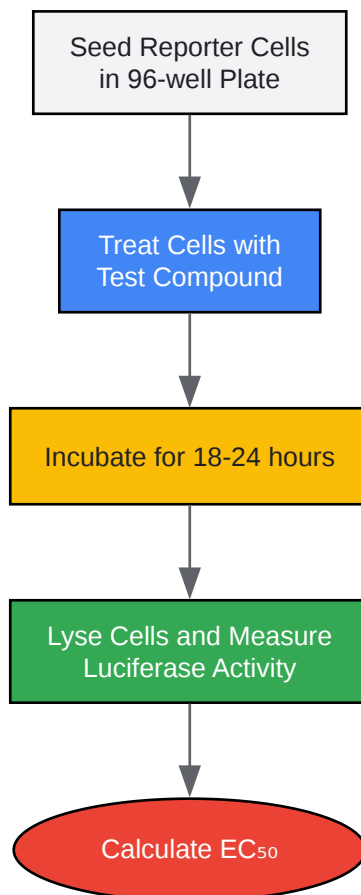 Seed Reporter Cells
in 96-well Plate
Treat Cells with
Test Compound
Incubate for 18-24 hours
Lyse Cells and Measure
Luciferase Activity
Calculate EC₅₀